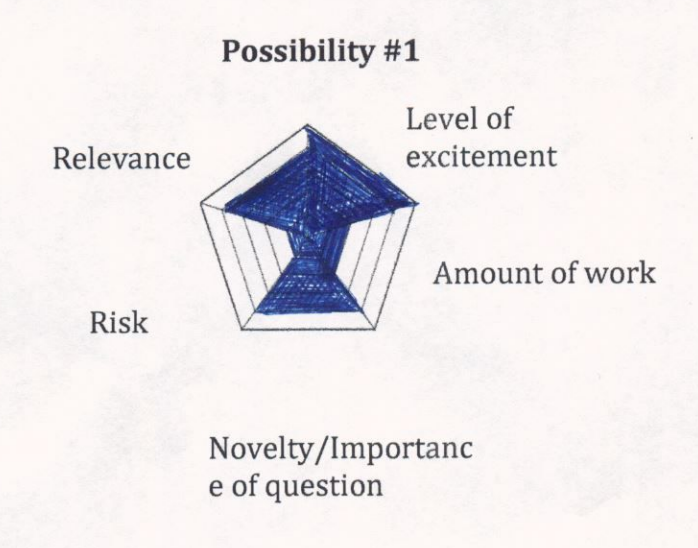 Possibility #1
Level of
excitement
Relevance
Amount of work
Risk
Novelty/Importanc
e of question